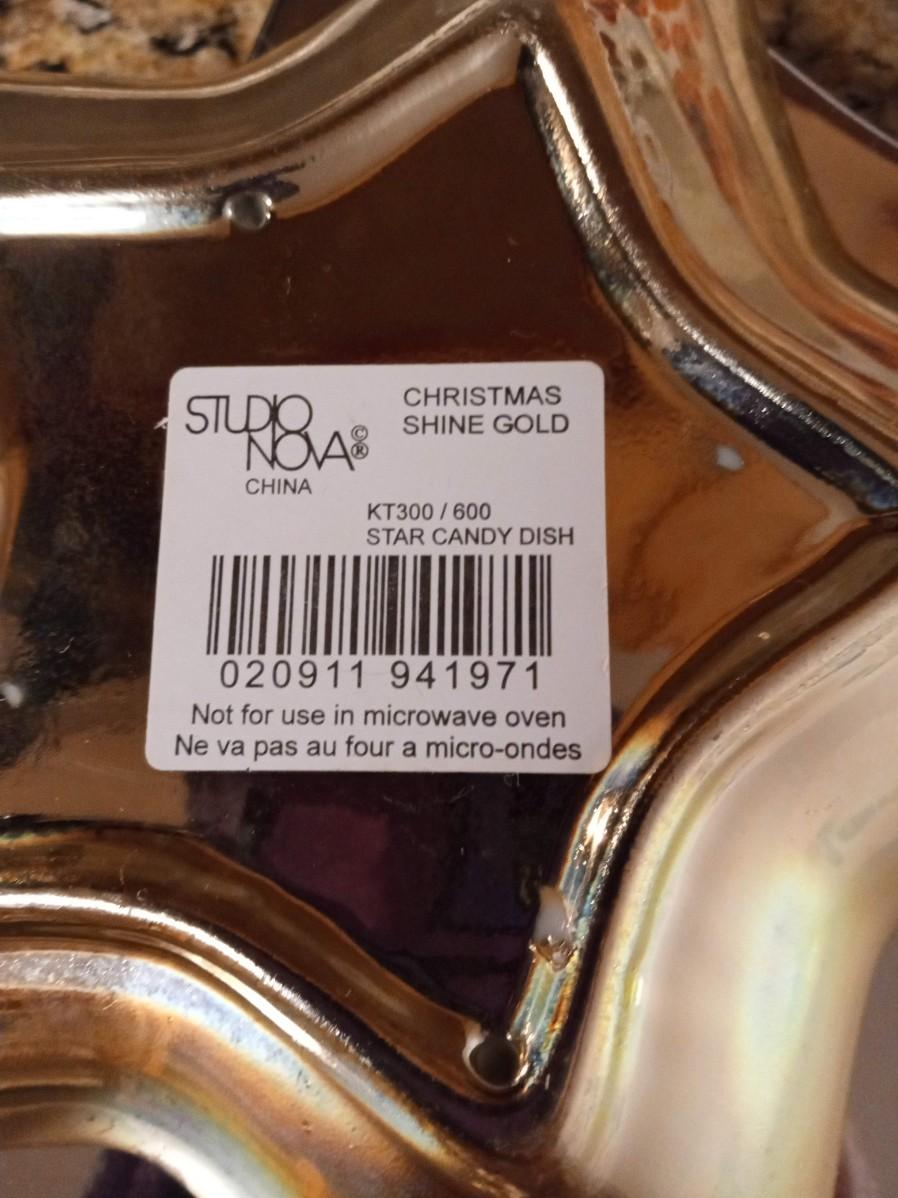 STUDIO
NOVA©®
CHINA
CHRISTMAS
SHINE GOLD
KT300 / 600
STAR CANDY DISH
020911 941971
Not for use in microwave oven
Ne va pas au four a micro-ondes